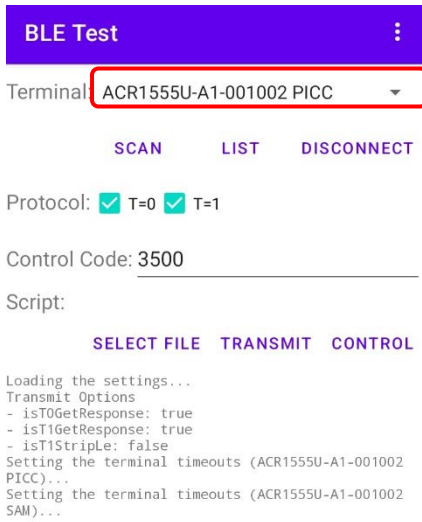 BLE Test
Terminal: ACR1555U-A1-001002 PICC
SCAN LIST DISCONNECT
Protocol: T=0 T=1
Control Code: 3500
Script:
SELECT FILE TRANSMIT CONTROL
Loading the settings...
Transmit Options
- isT0GetResponse: true
- isT1GetResponse: true
- isT1StripLe: false
Setting the terminal timeouts (ACR1555U-A1-001002
PICC)...
Setting the terminal timeouts (ACR1555U-A1-001002
SAM)...